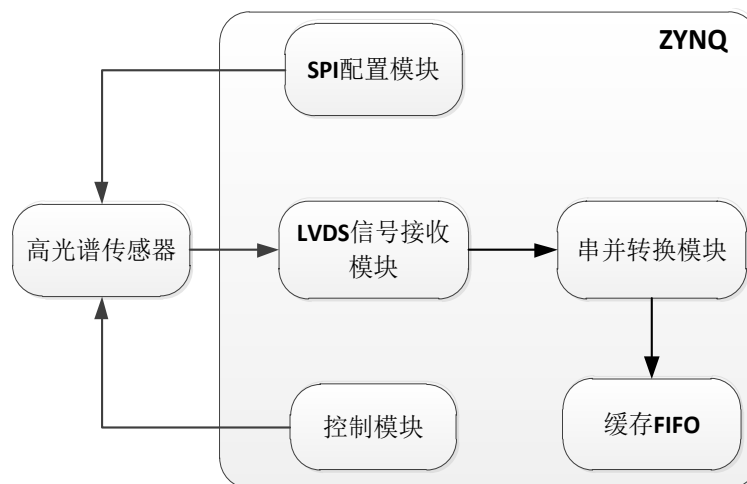 ZYNQ
SPI配置模块
高光谱传感器
LVDS信号接收
模块
串并转换模块
控制模块
缓存FIFO